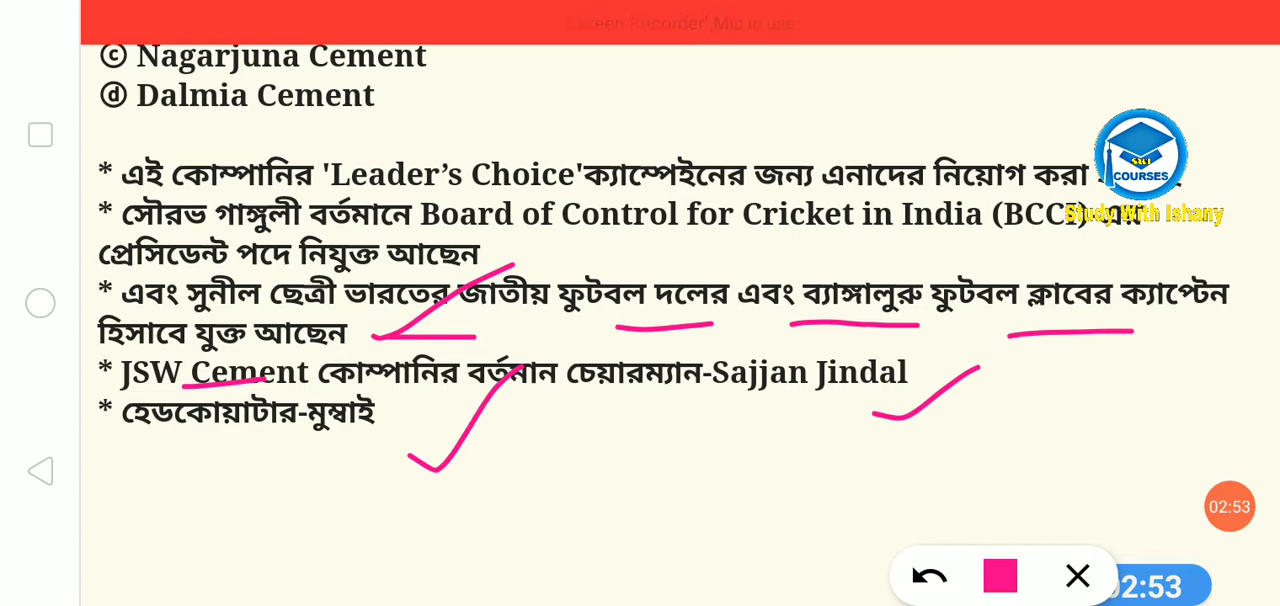 Screen Recorder',Mic in use
ⓒ Nagarjuna Cement
ⓓ Dalmia Cement
* এই কোম্পানির 'Leader’s Choice'ক্যাম্পেইনের জন্য এনাদের নিয়োগ করা
* সৌরভ গাঙ্গুলী বর্তমানে Board of Control for Cricket in India (BCCI) এর
প্রেসিডেন্ট পদে নিযুক্ত আছেন
* এবং সুনীল ছেত্রী ভারতের জাতীয় ফুটবল দলের এবং ব্যাঙ্গালুরু ফুটবল ক্লাবের ক্যাপ্টেন
হিসাবে যুক্ত আছেন
* JSW Cement কোম্পানির বর্তমান চেয়ারম্যান-Sajjan Jindal
* হেডকোয়াটার-মুম্বাই
COURSES
Study With Ishany
02:53
02:53